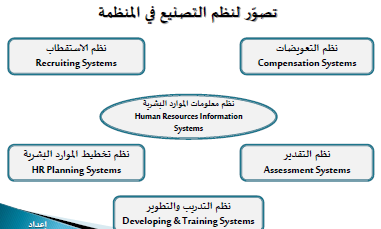 تصوّر لنظم التصنيع في المنظمة
نظم التعويضات
Compensation Systems
نظم الاستقطاب
Recruiting Systems
نظم معلومات الموارد البشرية
Human Resources Information
Systems
نظم التقدير
Assessment Systems
نظم تخطيط الموارد البشرية
HR Planning Systems
نظم التدريب والتطوير
Developing & Training Systems
إعداد